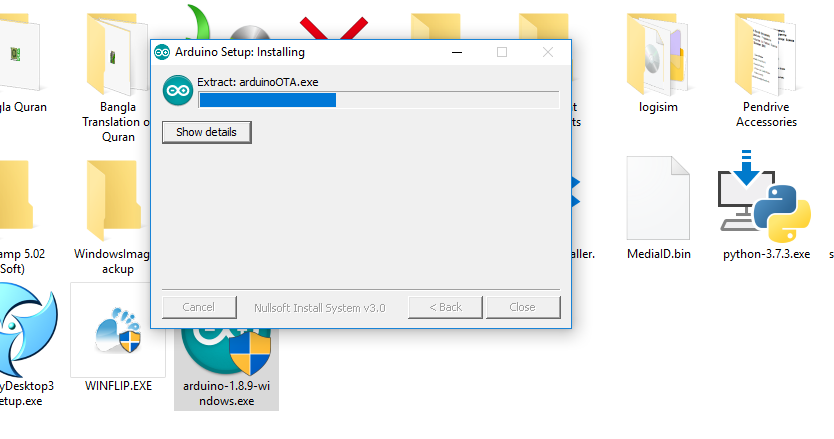 Arduino Setup: Installing
Extract: arduinoOTA.exe
Show details
Cancel
Nullsoft Install System v3.0
< Back
Close
gla Quran
Bangla
Translation o
Quran
t
ts
logisim
Pendrive
Accessories
amp 5.02
(Soft)
WindowsImag
ackup
aller.
MediaID.bin
python-3.7.3.exe
s
yDesktop3
etup.exe
WINFLIP.EXE
arduino-1.8.9-wi
ndows.exe